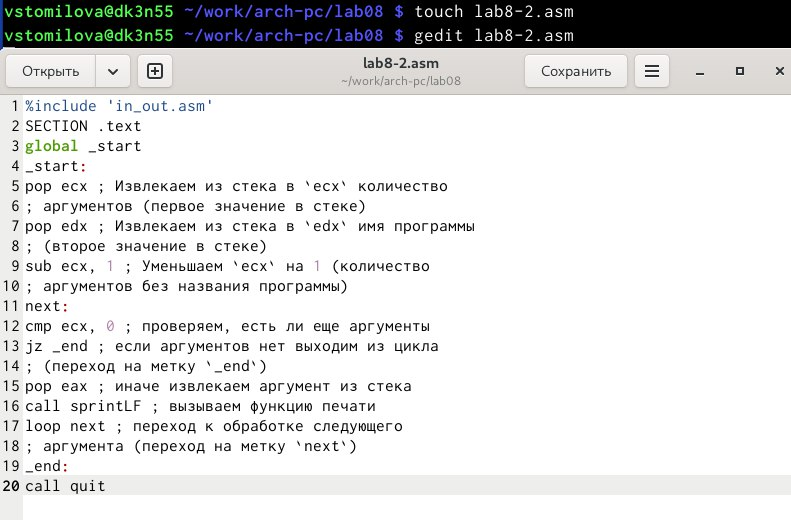 vstomilova@dk3n55 ~/work/arch-pc/lab08 $ touch lab8-2.asm
vstomilova@dk3n55 ~/work/arch-pc/lab08 $ gedit lab8-2.asm
Открыть
lab8-2.asm
~/work/arch-pc/lab08
Сохранить
1 %include 'in_out.asm'
2 SECTION .text
3 global _start
4 _start:
5 pop ecx ; Извлекаем из стека в `ecx` количество
6 ; аргументов (первое значение в стеке)
7 pop edx ; Извлекаем из стека в `edx` имя программы
8 ; (второе значение в стеке)
9 sub ecx, 1 ; Уменьшаем `ecx` на 1 (количество
10 ; аргументов без названия программы)
11 next:
12 cmp ecx, 0 ; проверяем, есть ли еще аргументы
13 jz _end ; если аргументов нет выходим из цикла
14 ; (переход на метку `_end`)
15 pop eax ; иначе извлекаем аргумент из стека
16 call sprintLF ; вызываем функцию печати
17 loop next ; переход к обработке следующего
18 ; аргумента (переход на метку `next`)
19 _end:
20 call quit